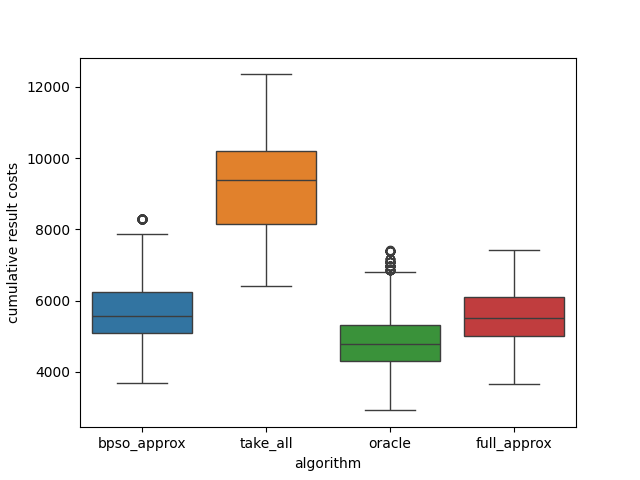 cumulative result costs
12000
10000
8000
6000
4000
bpso_approx take_all oracle full_approx
algorithm